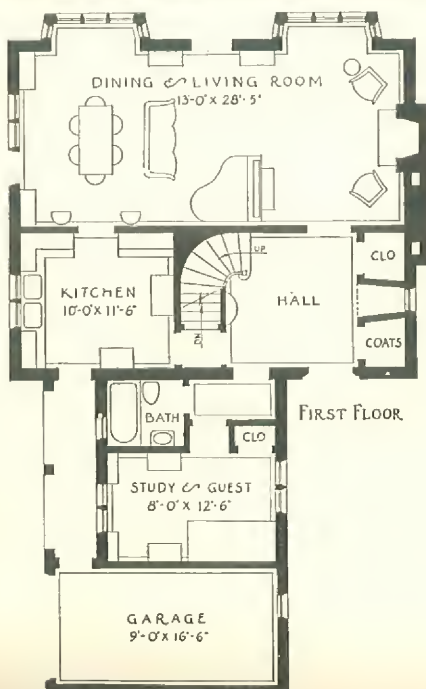 DINING & LIVING ROOM
13'-0" X 28'-5"
UP
CLO
KITCHEN
10'-0" X 11'-6"
HALL
COATS
BATH
CLO
FIRST FLOOR
STUDY & GUEST
8'-0" X 12'-6"
GARAGE
9'-0" X 16'-6"